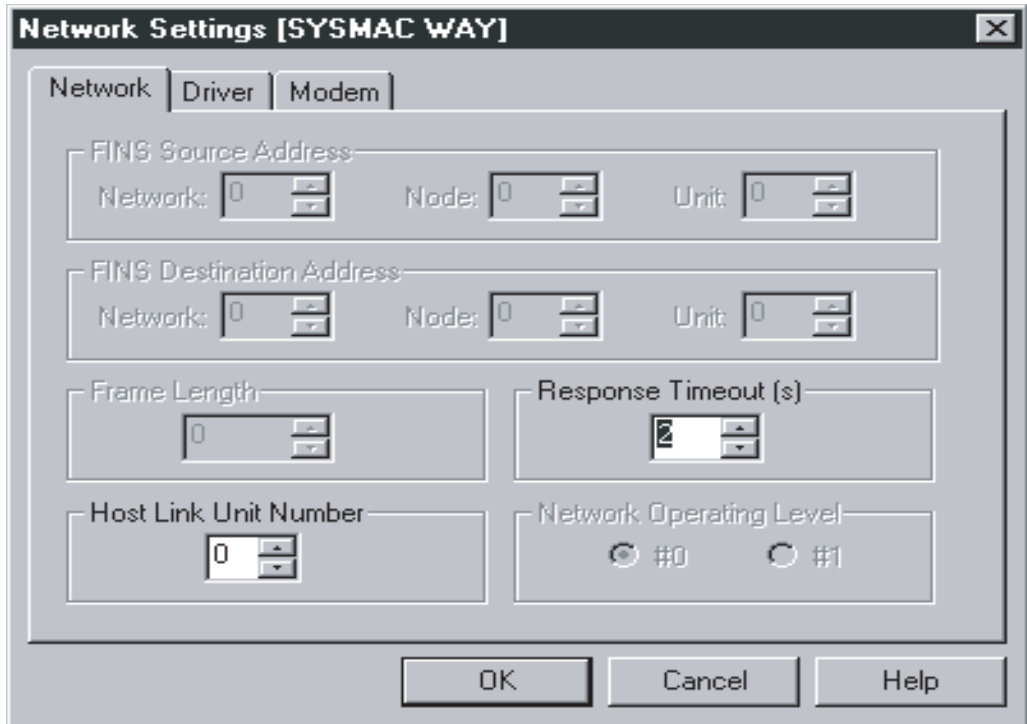 Network Settings [SYSMAC WAY]
Network Driver Modem
FINS Source Address
Network: 0 Node: 0 Unit: 0
FINS Destination Address
Network: 0 Node: 0 Unit: 0
Frame Length
0
Response Timeout (s)
2
Host Link Unit Number
0
Network Operating Level
#0 #1
OK Cancel Help